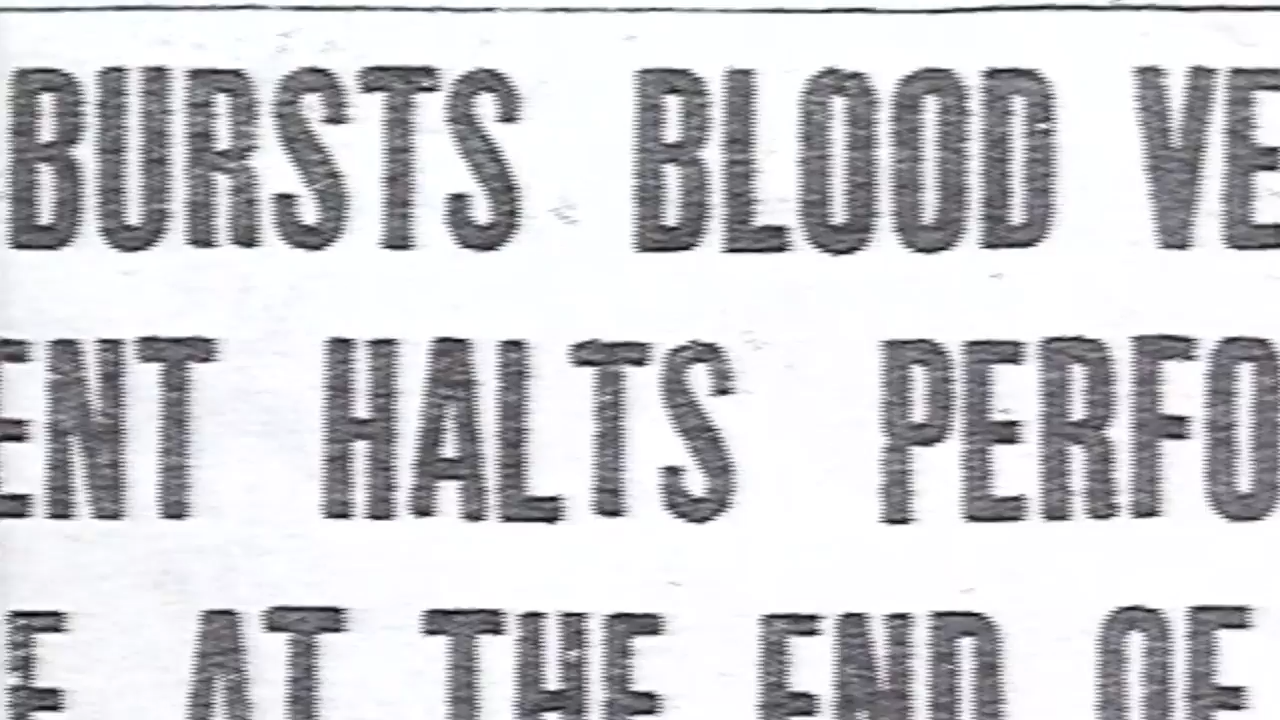 BURSTS BLOOD VE
ENT HALTS PERFO
E AT THE END OF